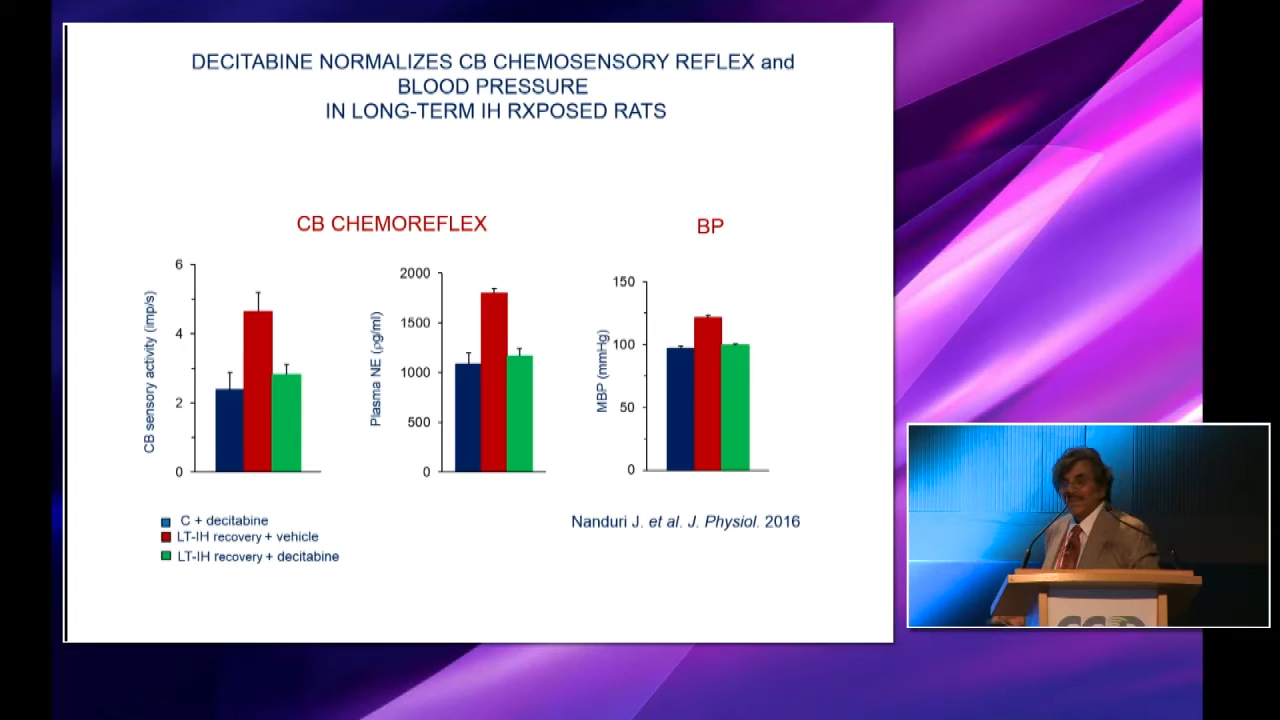 DECITABINE NORMALIZES CB CHEMOSENSORY REFLEX and
BLOOD PRESSURE
IN LONG-TERM IH RXPOSED RATS
CB CHEMOREFLEX
BP
CB sensory activity (imp/s)
6
4
2
0
Plasma NE (ρg/ml)
2000
1500
1000
500
0
MBP (mmHg)
150
100
50
0
C + decitabine
LT-IH recovery + vehicle
LT-IH recovery + decitabine
Nanduri J. et al. J. Physiol. 2016